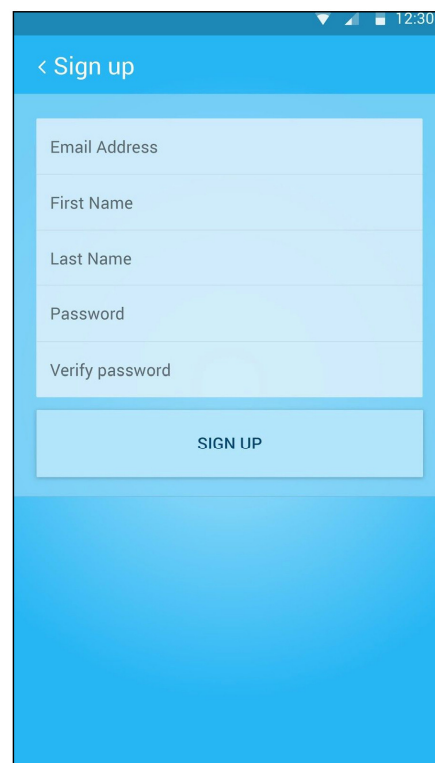 12:30
< Sign up
Email Address
First Name
Last Name
Password
Verify password
SIGN UP